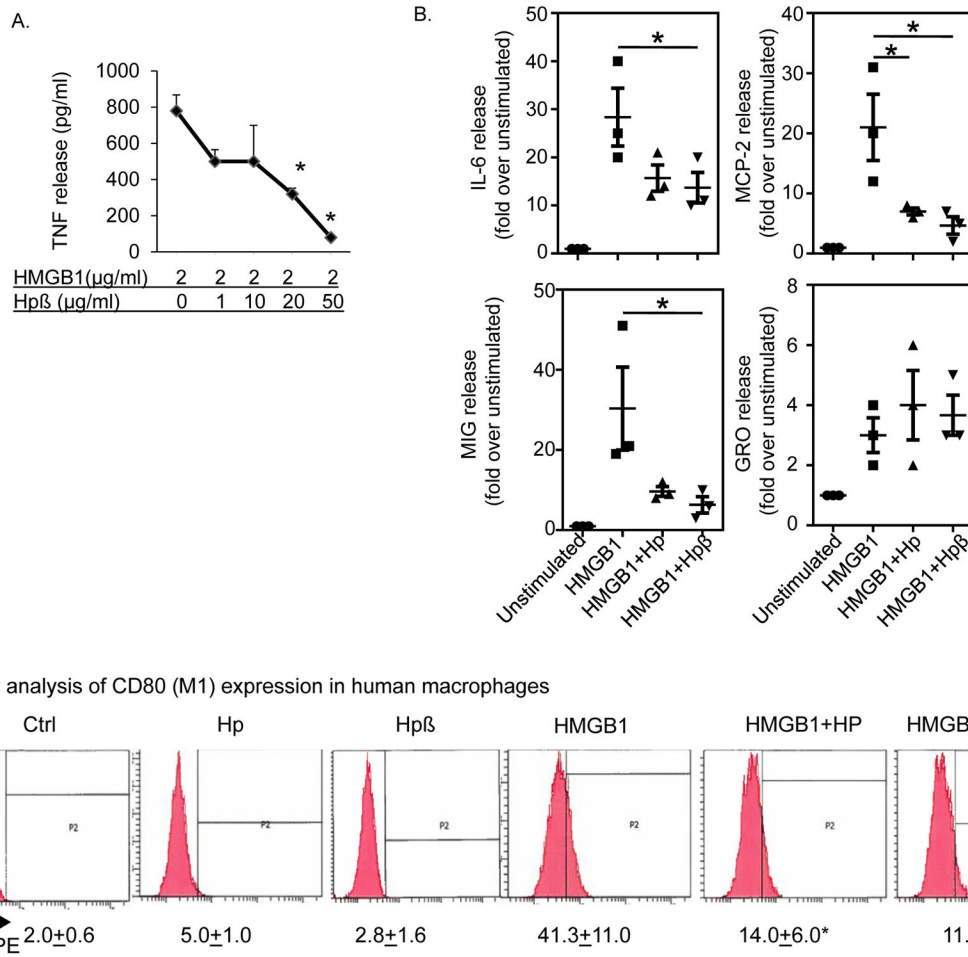 A.
TNF release (pg/ml)
1000
800
600
400
200
0
*
*
HMGB1(µg/ml) 2 2 2 2 2
Hpß (µg/ml) 0 1 10 20 50
B.
IL-6 release
(fold over unstimulated)
50
40
30
20
10
0
*
MCP-2 release
(fold over unstimulated)
40
30
20
10
0
*
*
MIG release
(fold over unstimulated)
50
40
20
0
*
Unstimulated
HMGB1
HMGB1+Hp
HMGB1+Hpβ
GRO release
(fold over unstimulated)
8
6
4
2
0
Unstimulated
HMGB1
HMGB1+Hp
HMGB1+Hpβ
analysis of CD80 (M1) expression in human macrophages
Ctrl Hp Hpß HMGB1 HMGB1+HP HMGB
P2 P2 P2 P2 P2
PE 2.0±0.6 5.0±1.0 2.8±1.6 41.3±11.0 14.0±6.0* 11.